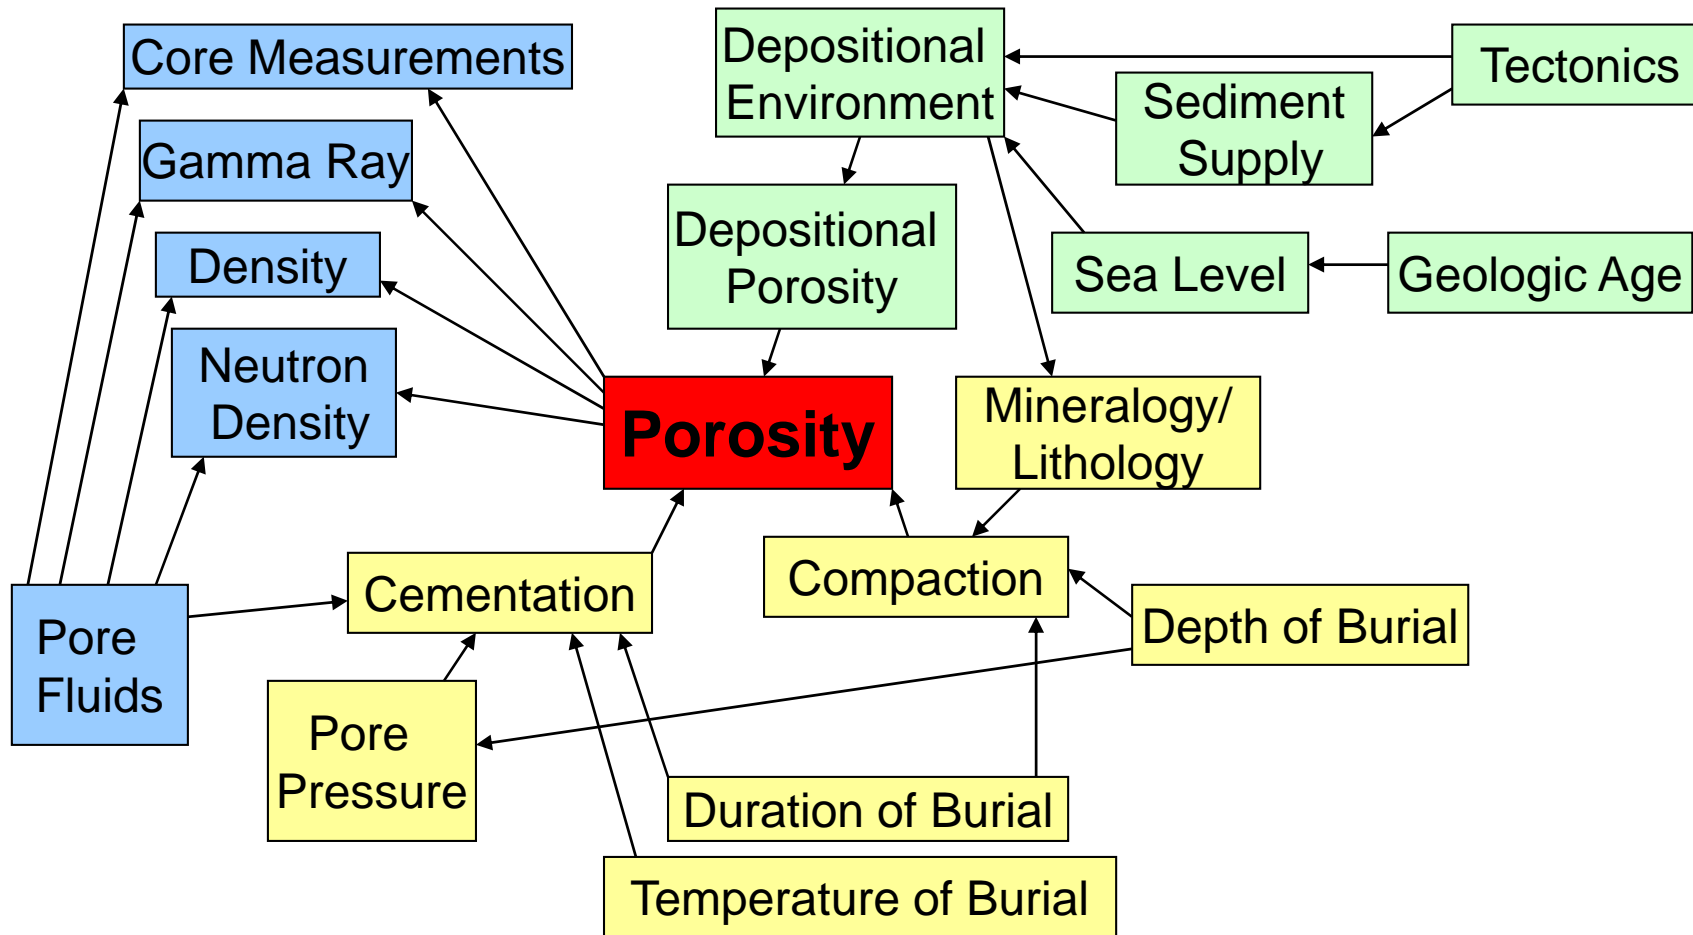 Core Measurements
Gamma Ray
Density
Neutron
Density
Pore
Fluids
Depositional
Environment
Tectonics
Sediment
Supply
Depositional
Porosity
Sea Level
Geologic Age
Porosity
Mineralogy/
Lithology
Cementation
Compaction
Depth of Burial
Pore
Pressure
Duration of Burial
Temperature of Burial